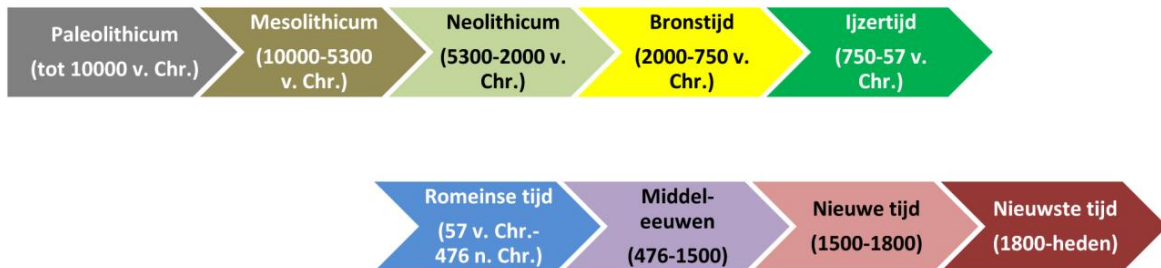 Paleolithicum
(tot 10000 v. Chr.)
Mesolithicum
(10000-5300
v. Chr.)
Neolithicum
(5300-2000 v.
Chr.)
Bronstijd
(2000-750 v.
Chr.)
Ijzertijd
(750-57 v.
Chr.)
Romeinse tijd
(57 v. Chr.-
476 n. Chr.)
Middel-
eeuwen
(476-1500)
Nieuwe tijd
(1500-1800)
Nieuwste tijd
(1800-heden)